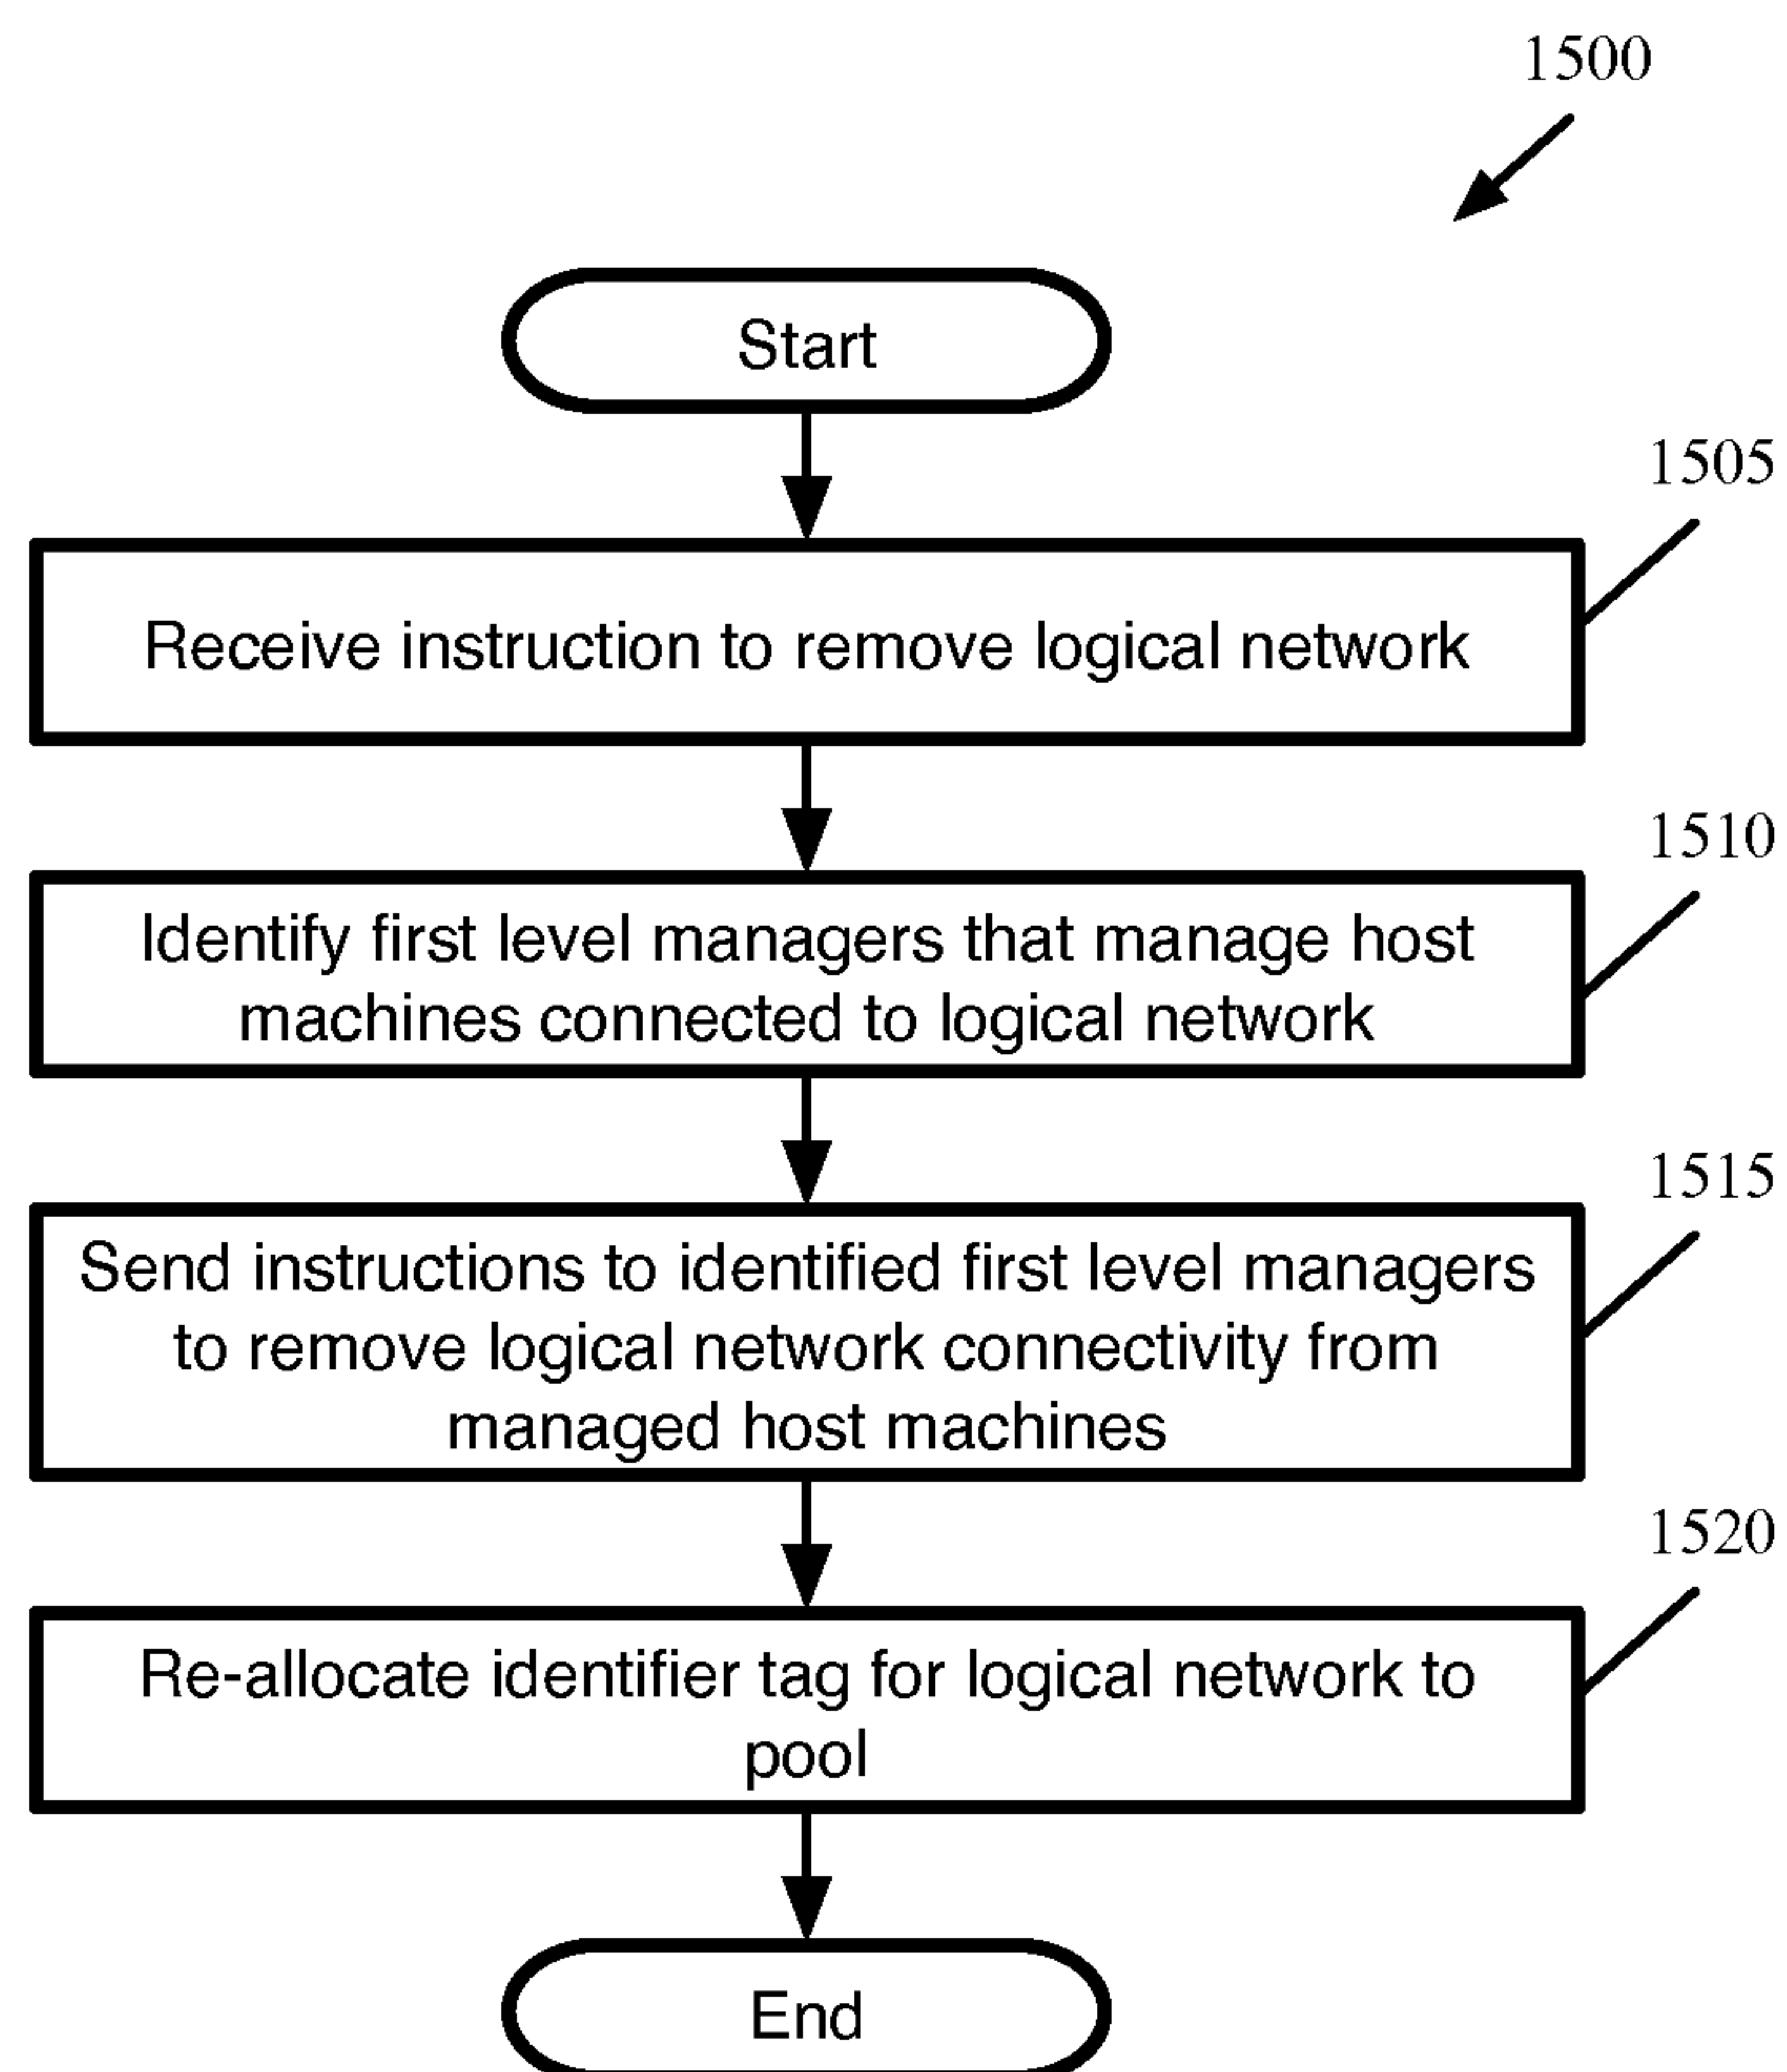 1500
Start
1505
Receive instruction to remove logical network
1510
Identify first level managers that manage host
machines connected to logical network
1515
Send instructions to identified first level managers
to remove logical network connectivity from
managed host machines
1520
Re-allocate identifier tag for logical network to
pool
End